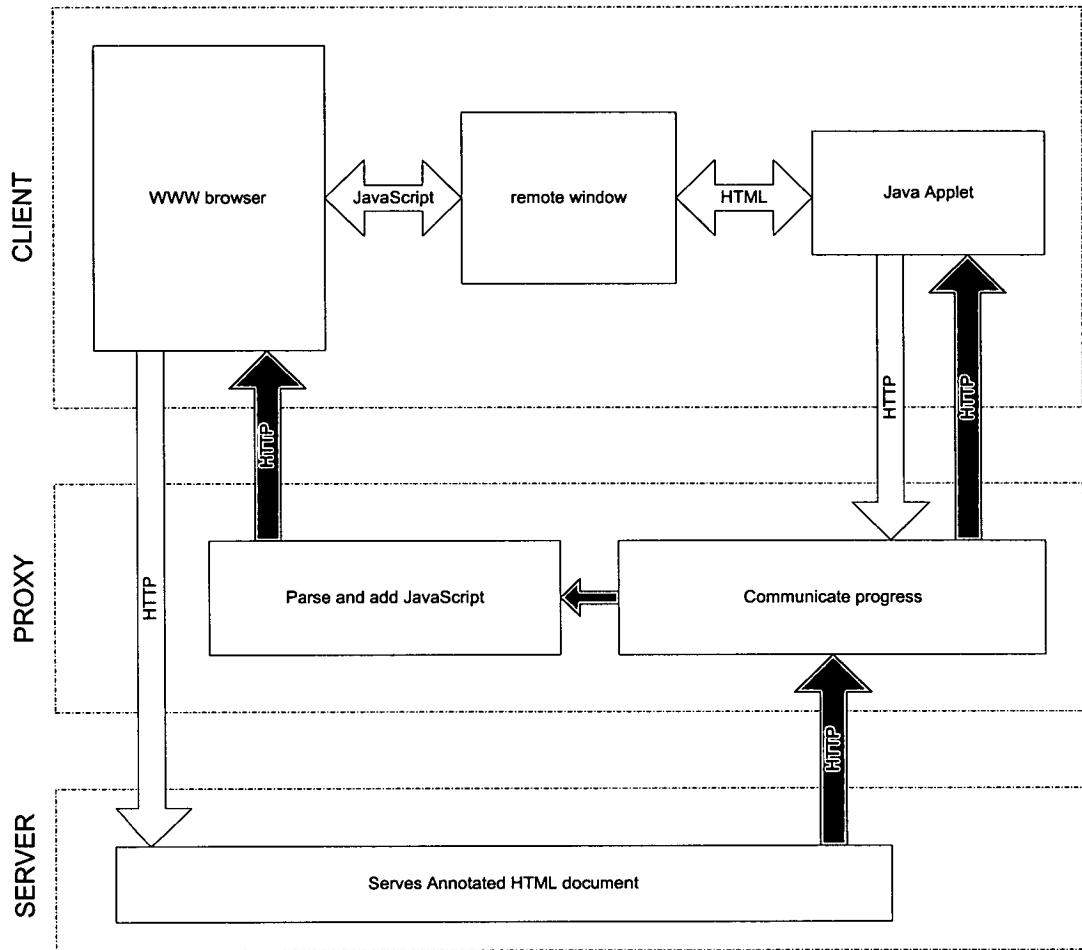 CLIENT
WWW browser
JavaScript
remote window
HTML
Java Applet
HTTP
HTTP
HTTP
HTTP
PROXY
Parse and add JavaScript
Communicate progress
HTTP
SERVER
Serves Annotated HTML document